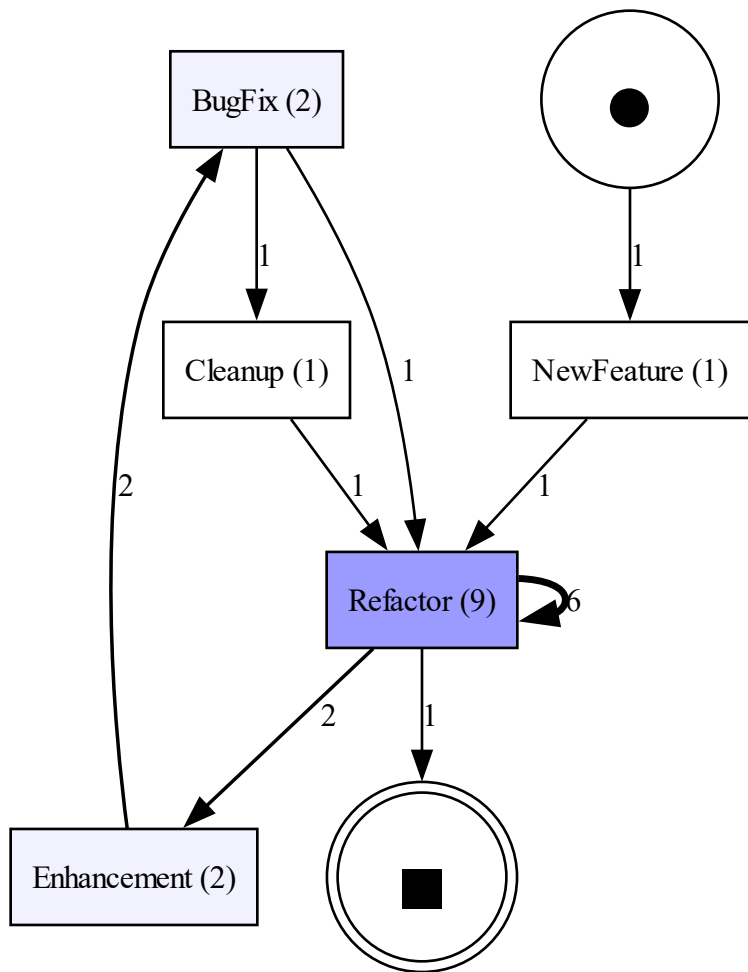 BugFix (2)
1
1
Cleanup (1)
NewFeature (1)
1
2
1
1
Refactor (9)
6
2
1
Enhancement (2)